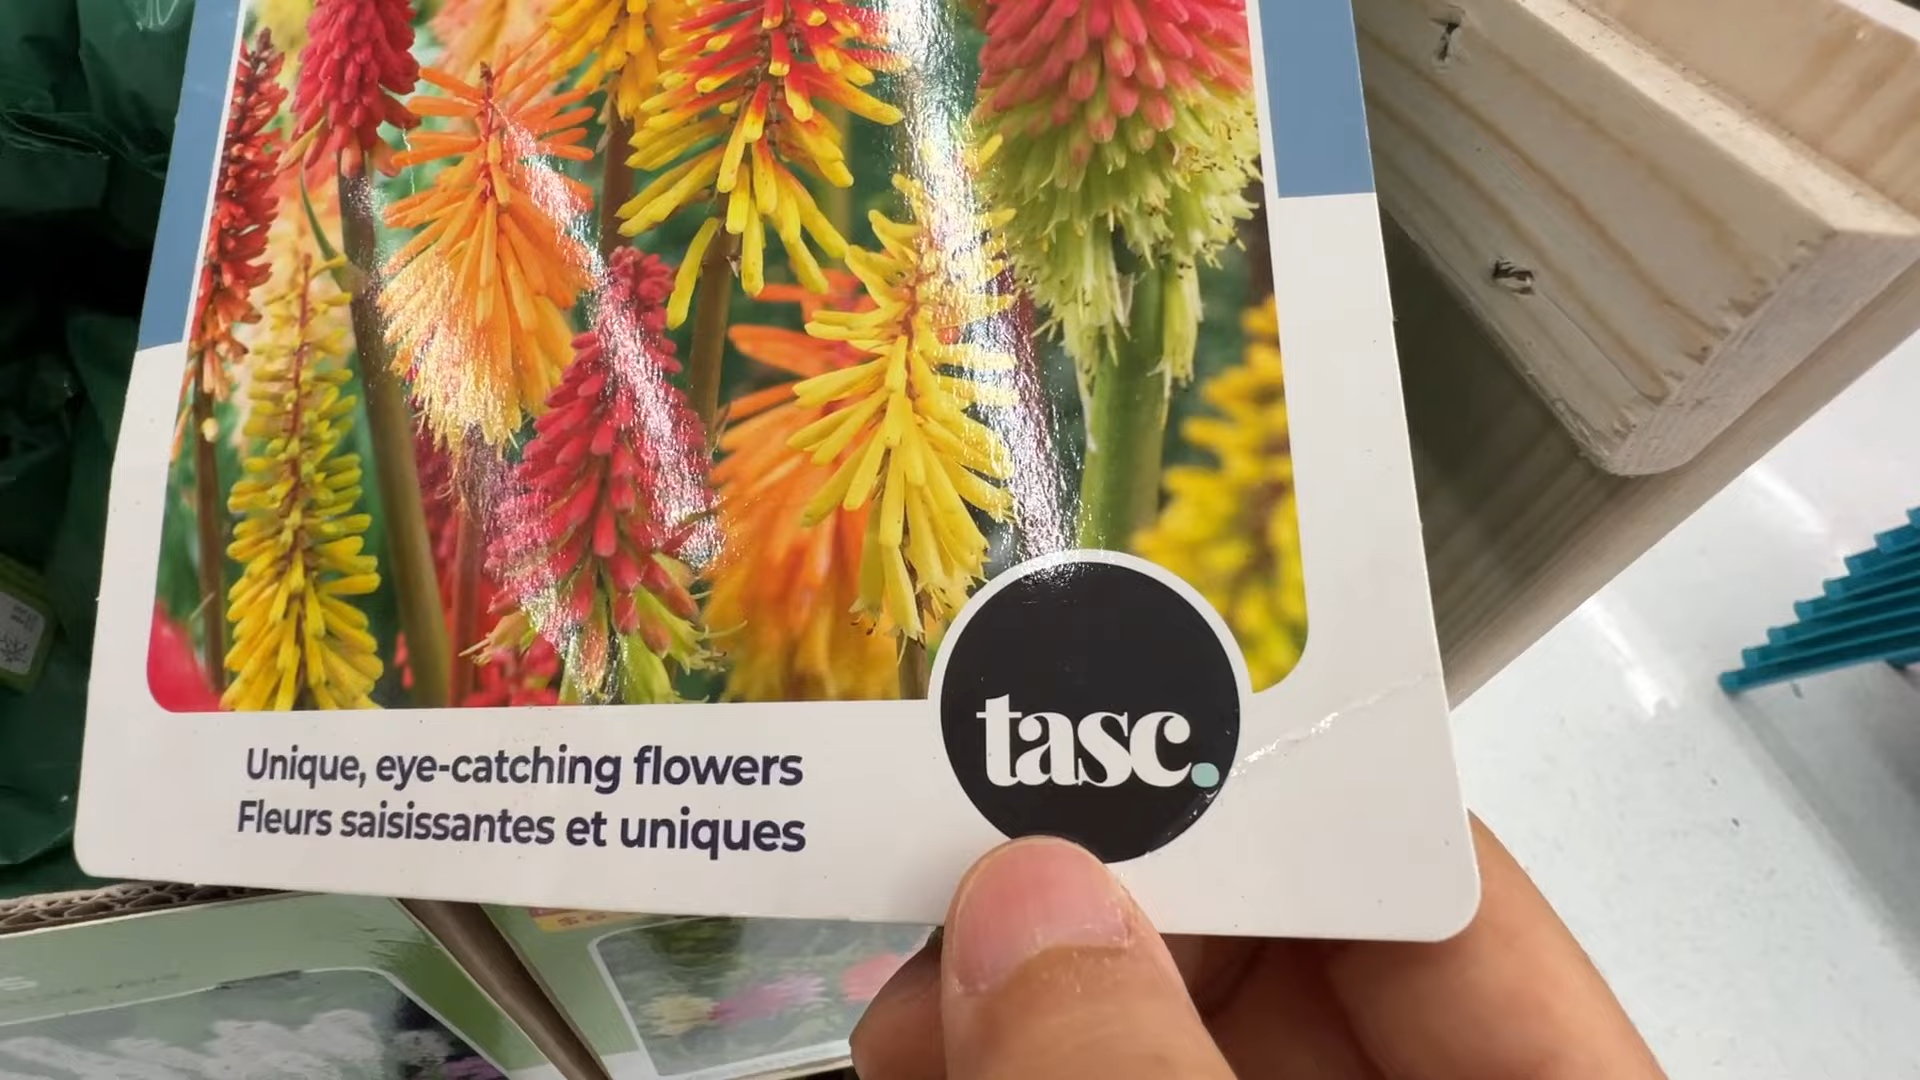 Unique, eye-catching flowers
Fleurs saisissantes et uniques
tasc.